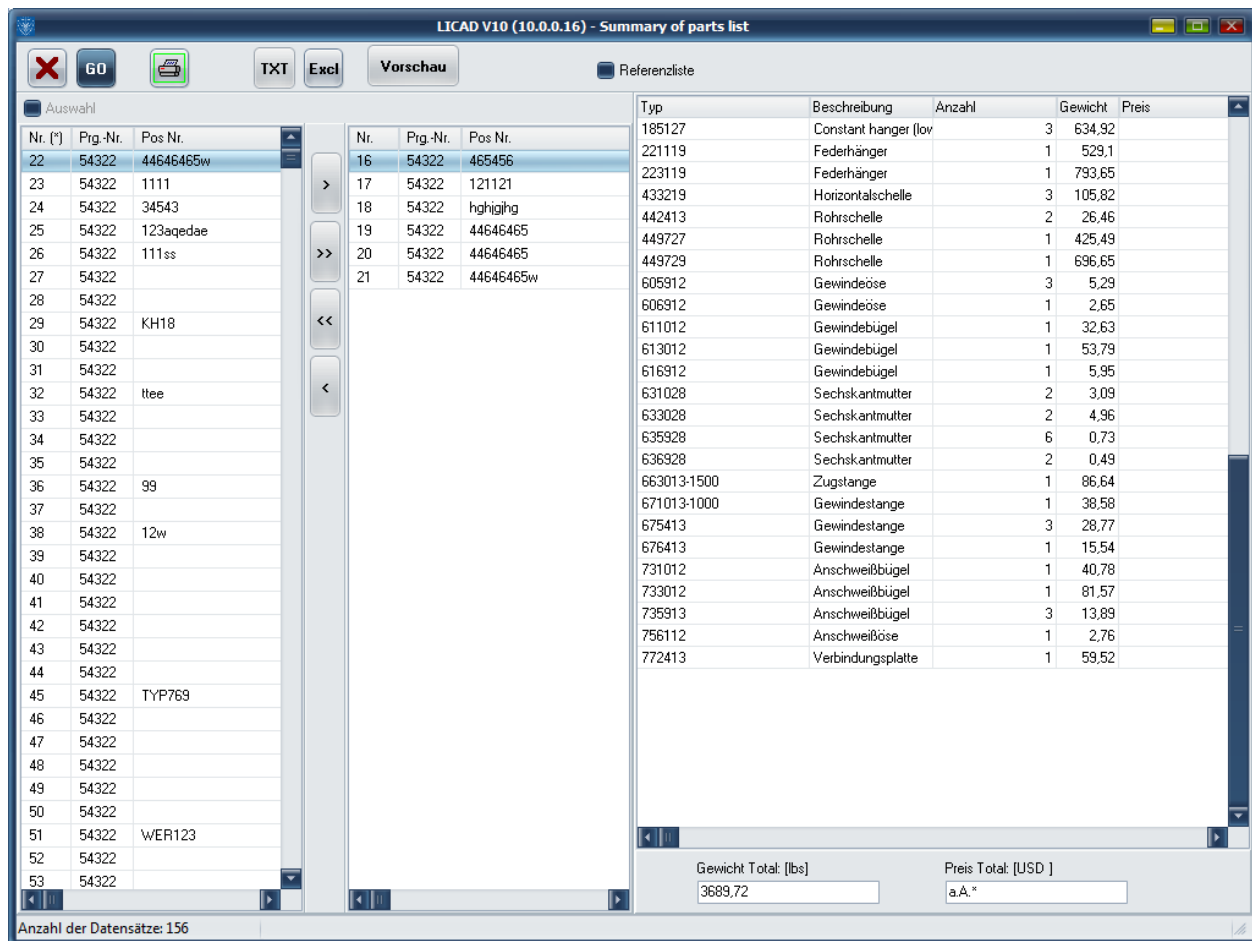 LICAD V10 (10.0.0.16) - Summary of parts list
GO TXT Excl Vorschau Referenzliste
Auswahl
Nr. (*) Prg.-Nr. Pos Nr.
22 54322 44646465w
23 54322 1111
24 54322 34543
25 54322 123aqedae
26 54322 111ss
27 54322
28 54322
29 54322 KH18
30 54322
31 54322
32 54322 ttee
33 54322
34 54322
35 54322
36 54322 99
37 54322
38 54322 12w
39 54322
40 54322
41 54322
42 54322
43 54322
44 54322
45 54322 TYP769
46 54322
47 54322
48 54322
49 54322
50 54322
51 54322 WER123
52 54322
53 54322
>
>>
<<
<
Nr. Prg.-Nr. Pos Nr.
16 54322 465456
17 54322 121121
18 54322 hghjgjhg
19 54322 44646465
20 54322 44646465
21 54322 44646465w
Typ Beschreibung Anzahl Gewicht Preis
185127 Constant hanger (lov 3 634,92
221119 Federhänger 1 529,1
223119 Federhänger 1 793,65
433219 Horizontalschelle 3 105,82
442413 Rohrschelle 2 26,46
449727 Rohrschelle 1 425,49
449729 Rohrschelle 1 696,65
605912 Gewindeöse 3 5,29
606912 Gewindeöse 1 2,65
611012 Gewindebügel 1 32,63
613012 Gewindebügel 1 53,79
616912 Gewindebügel 1 5,95
631028 Sechskantmutter 2 3,09
633028 Sechskantmutter 2 4,96
635928 Sechskantmutter 6 0,73
636928 Sechskantmutter 2 0,49
663013-1500 Zugstange 1 86,64
671013-1000 Gewindestange 1 38,58
675413 Gewindestange 3 28,77
676413 Gewindestange 1 15,54
731012 Anschweißbügel 1 40,78
733012 Anschweißbügel 1 81,57
735913 Anschweißbügel 3 13,89
756112 Anschweißöse 1 2,76
772413 Verbindungsplatte 1 59,52
Gewicht Total: [lbs] Preis Total: [USD ]
3689,72 a.A.*
Anzahl der Datensätze: 156